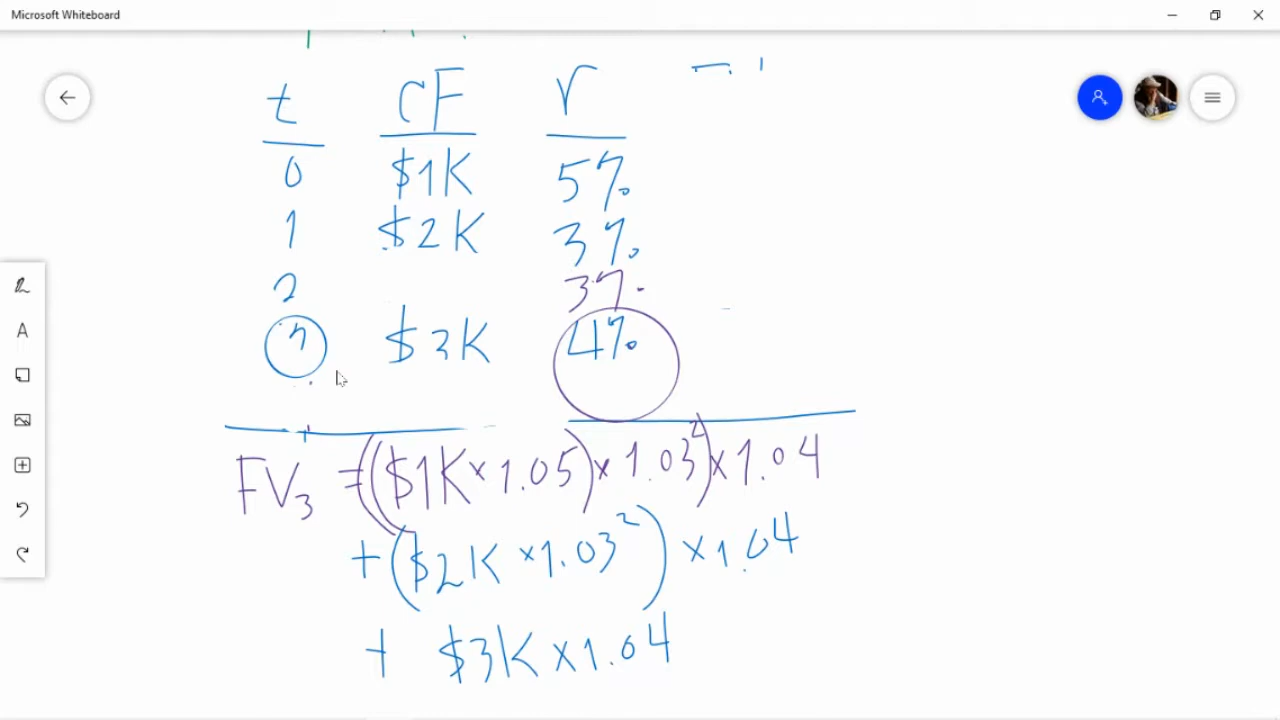 Microsoft Whiteboard
t CF r
0 $1K 5%
1 $2K 3%
2 3%
$3K 4%
FV₃ = (($1K×1.05)×1.03²)×1.04
+ ($2K×1.03²)×1.04
+ $3K×1.04